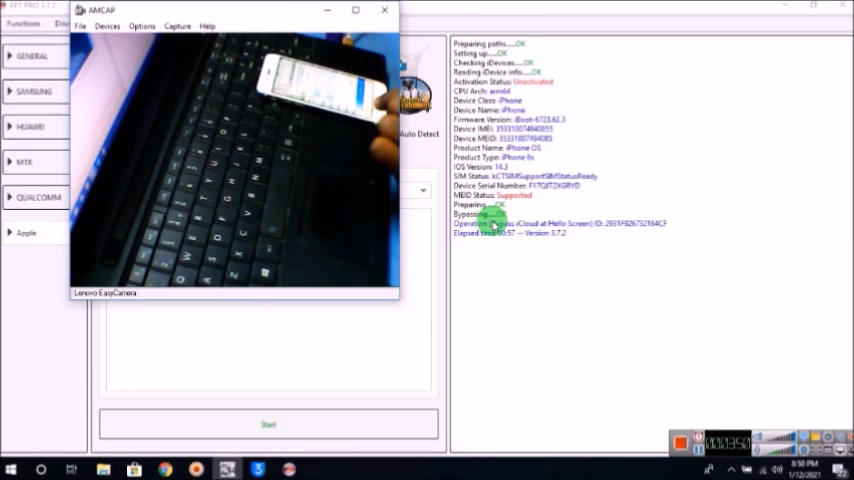 EFT PRO 3.7.2
AMCAP
Functions
File Devices Options Capture Help
GENERAL
SAMSUNG
HUAWEI
MTK
QUALCOMM
Apple
Lenovo EasyCamera
Auto Detect
Start
Preparing paths.....OK
Setting up.....OK
Checking iDevices.....OK
Reading iDevice info.....OK
Activation Status: Unactivated
CPU Arch: arm64
Device Class: iPhone
Device Name: iPhone
Firmware Version: iBoot-6723.62.3
Device IMEI: 353310074940855
Device MEID: 35331007494085
Product Name: iPhone OS
Product Type: iPhone 6s
iOS Version: 14.3
SIM Status: kCTSIMSupportSIMStatusReady
Device Serial Number:
MEID Status: Supported
Preparing.....OK
Bypassing.....OK
Operation iCloud at Hello Screen) ID: 2931F926732164CF
Elapsed -- Version 3.7.2
8:50 PM
1/12/2021